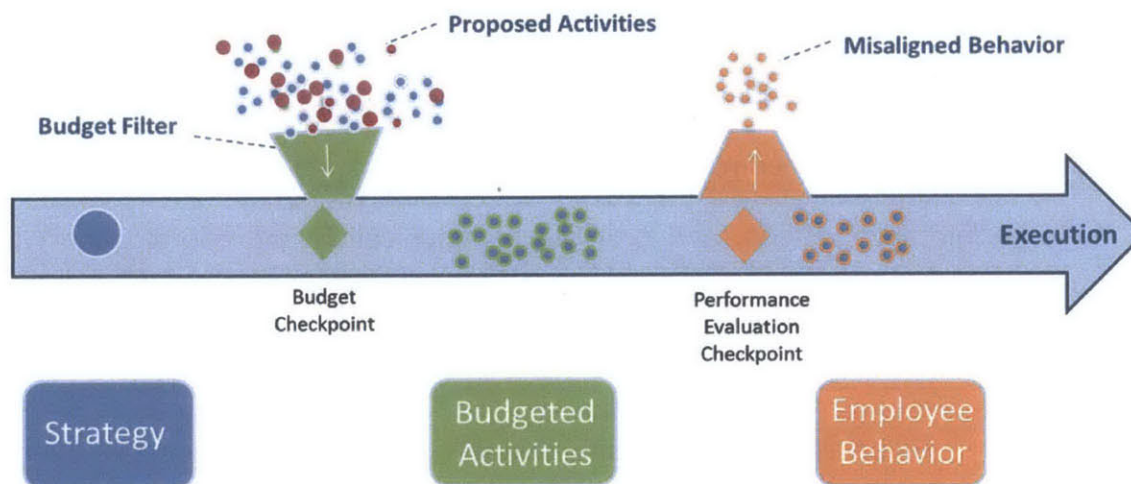 Proposed Activities
Misaligned Behavior
Budget Filter
Execution
Budget
Checkpoint
Performance
Evaluation
Checkpoint
Strategy
Budgeted
Activities
Employee
Behavior